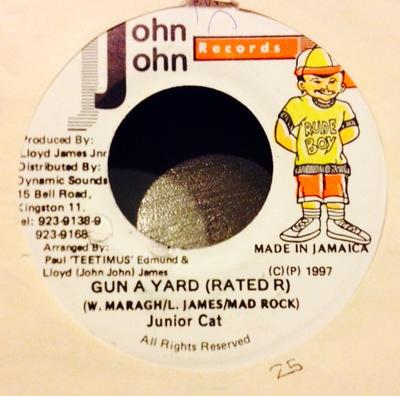 John
John
Records
RUDE
BOY
Produced By:
Lloyd James Jnr
Distributed By:
Dynamic Sounds
15 Bell Road,
Kingston 11.
Tel: 923-9138-9
923-9168
Arranged By:
Paul 'TEETIMUS' Edmund &
Lloyd (John John) James
MADE IN JAMAICA
(C)(P) 1997
GUN A YARD (RATED R)
(W. MARAGH/L. JAMES/MAD ROCK)
Junior Cat
All Rights Reserved
25